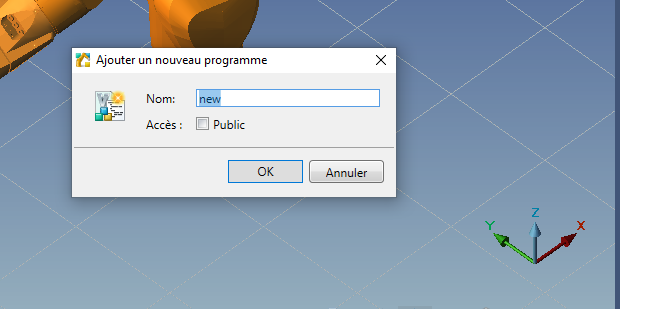 Ajouter un nouveau programme
Nom: new
Accès : Public
OK Annuler
Z
Y X